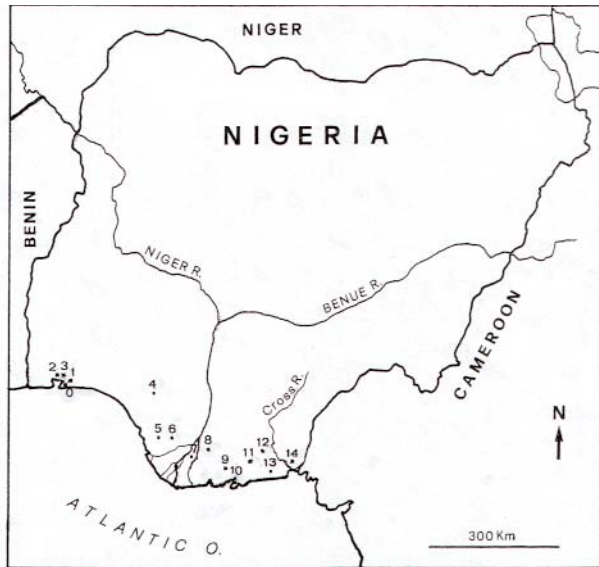 NIGER
NIGERIA
BENIN
NIGER R.
BENUE R.
CAMEROON
2 3 1
0
4
Cross R.
5 6
8
9
10
11
12
13
14
N
ATLANTIC O.
300 Km